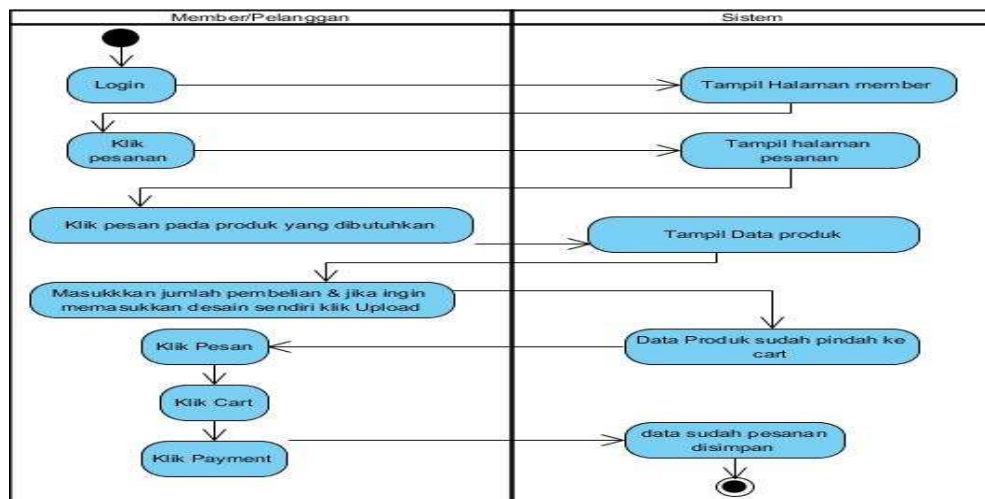 Member/Pelanggan
Sistem
Login
Tampil Halaman member
Klik
pesanan
Tampil halaman
pesanan
Klik pesan pada produk yang dibutuhkan
Tampil Data produk
Masukkkan jumlah pembelian & jika ingin
memasukkan desain sendiri klik Upload
Klik Pesan
Data Produk sudah pindah ke
cart
Klik Cart
Klik Payment
data sudah pesanan
disimpan